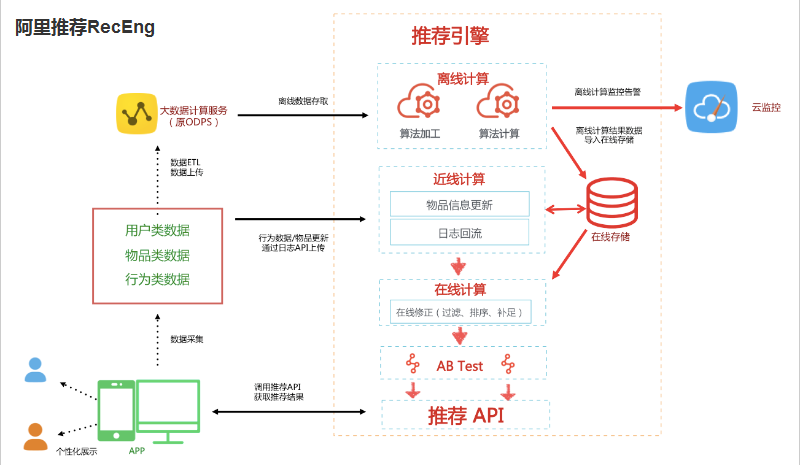 阿里推荐RecEng
推荐引擎
离线计算
算法加工
算法计算
大数据计算服务
（原ODPS）
离线数据存取
离线计算监控告警
云监控
离线计算结果数据
导入在线存储
数据ETL
数据上传
近线计算
物品信息更新
日志回流
在线存储
用户类数据
物品类数据
行为类数据
行为数据/物品更新
通过日志API上传
在线计算
在线修正（过滤、排序、补足）
数据采集
AB Test
调用推荐API
获取推荐结果
推荐 API
个性化展示
APP